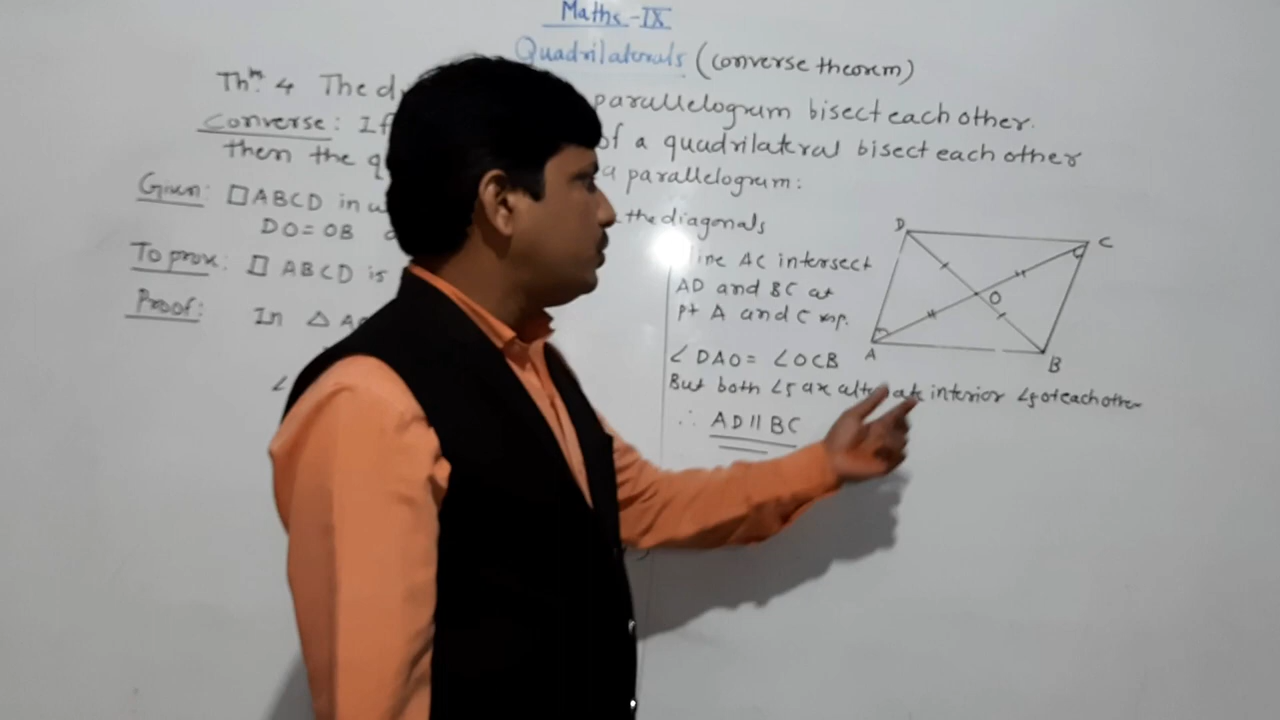 Maths-IX
Quadrilaterals (converse theorem)
Thm. 4 The d parallelogram bisect each other.
Converse: If of a quadrilateral bisect each other
then the q a parallelogram:
Given: □ABCD in w the diagonals
DO=OB
To prove: □ ABCD is
Proof: In △
∠
line AC intersect
AD and BC at
pt A and C resp.
∠DAO = ∠OCB
But both ∠s are alternate interior ∠s of each other
∴ AD || BC
D
C
O
A
B